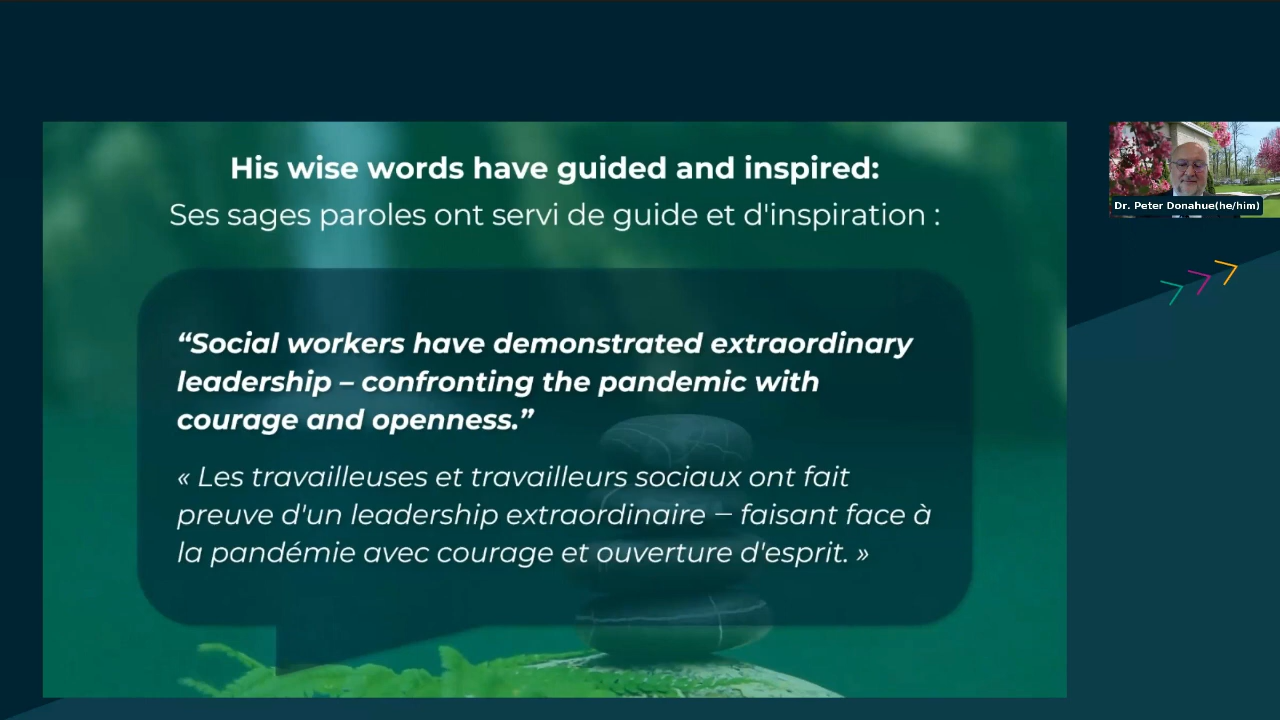 His wise words have guided and inspired:
Ses sages paroles ont servi de guide et d'inspiration :
“Social workers have demonstrated extraordinary
leadership – confronting the pandemic with
courage and openness.”
« Les travailleuses et travailleurs sociaux ont fait
preuve d'un leadership extraordinaire – faisant face à
la pandémie avec courage et ouverture d'esprit. »
Dr. Peter Donahue(he/him)